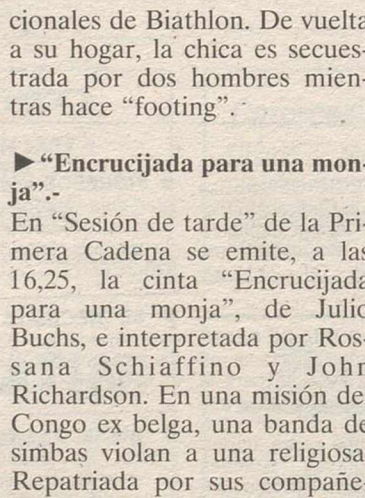 cionales de Biathlon. De vuelta
a su hogar, la chica es secues-
trada por dos hombres mien-
tras hace “footing”.
▶“Encrucijada para una mon-
ja”.-
En “Sesión de tarde” de la Pri-
mera Cadena se emite, a las
16,25, la cinta “Encrucijada
para una monja”, de Julio
Buchs, e interpretada por Ros-
sana Schiaffino y John
Richardson. En una misión del
Congo ex belga, una banda de
simbas violan a una religiosa.
Repatriada por sus compañe-